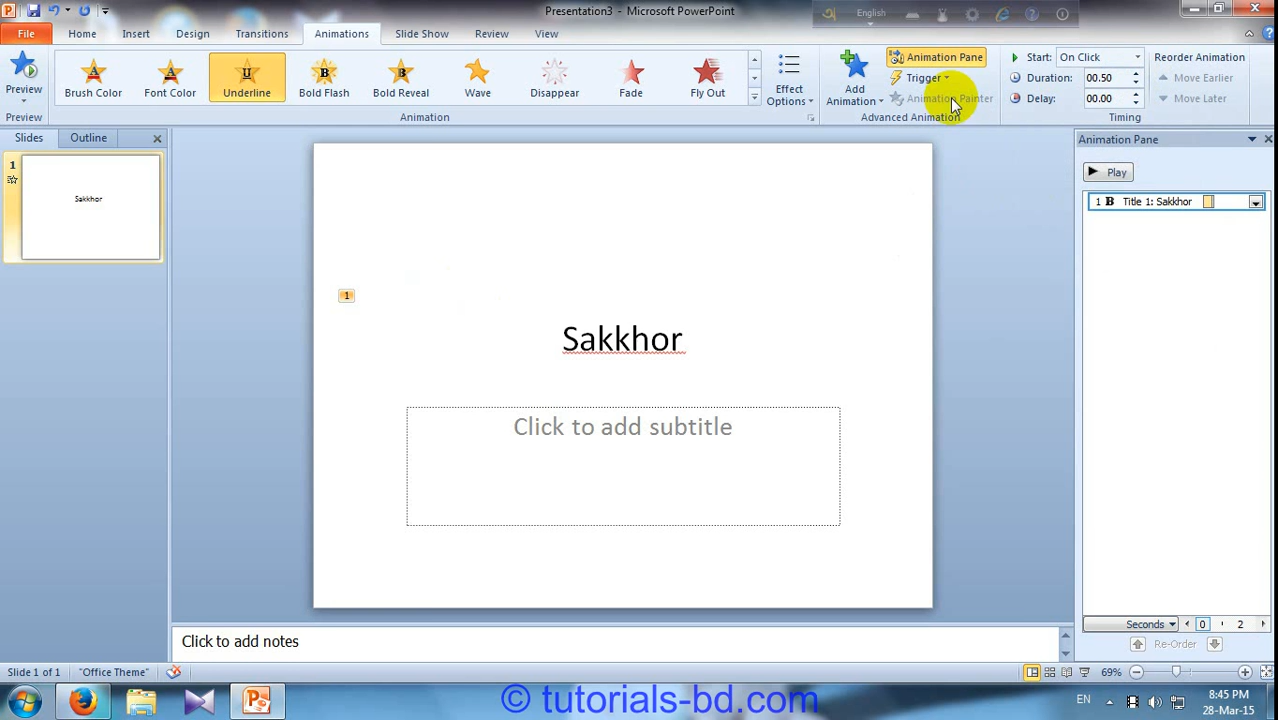 Presentation3 - Microsoft PowerPoint
English
File Home Insert Design Transitions Animations Slide Show Review View
Preview
Preview
Brush Color
Font Color
Underline
Bold Flash
Bold Reveal
Wave
Disappear
Fade
Fly Out
Animation
Effect
Options
Add
Animation
Animation Pane
Trigger
Animation Painter
Advanced Animation
Start: On Click
Duration: 00.50
Delay: 00.00
Timing
Reorder Animation
Move Earlier
Move Later
Slides Outline
1
Sakkhor
1
Sakkhor
Click to add subtitle
Animation Pane
Play
1 B Title 1: Sakkhor
Seconds 0 2
Re-Order
Click to add notes
Slide 1 of 1 "Office Theme" 69%
© tutorials-bd.com
EN
8:45 PM
28-Mar-15